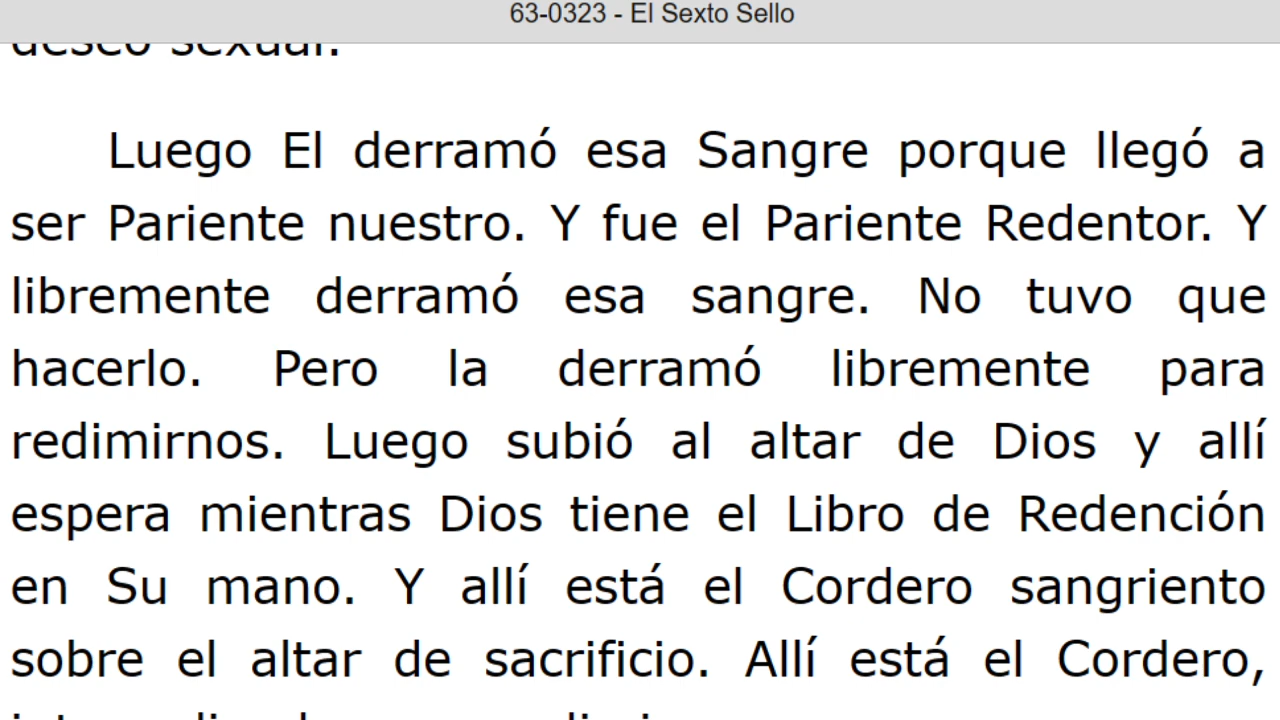 63-0323 - El Sexto Sello
deseo sexual.
Luego El derramó esa Sangre porque llegó a
ser Pariente nuestro. Y fue el Pariente Redentor. Y
libremente derramó esa sangre. No tuvo que
hacerlo. Pero la derramó libremente para
redimirnos. Luego subió al altar de Dios y allí
espera mientras Dios tiene el Libro de Redención
en Su mano. Y allí está el Cordero sangriento
sobre el altar de sacrificio. Allí está el Cordero,